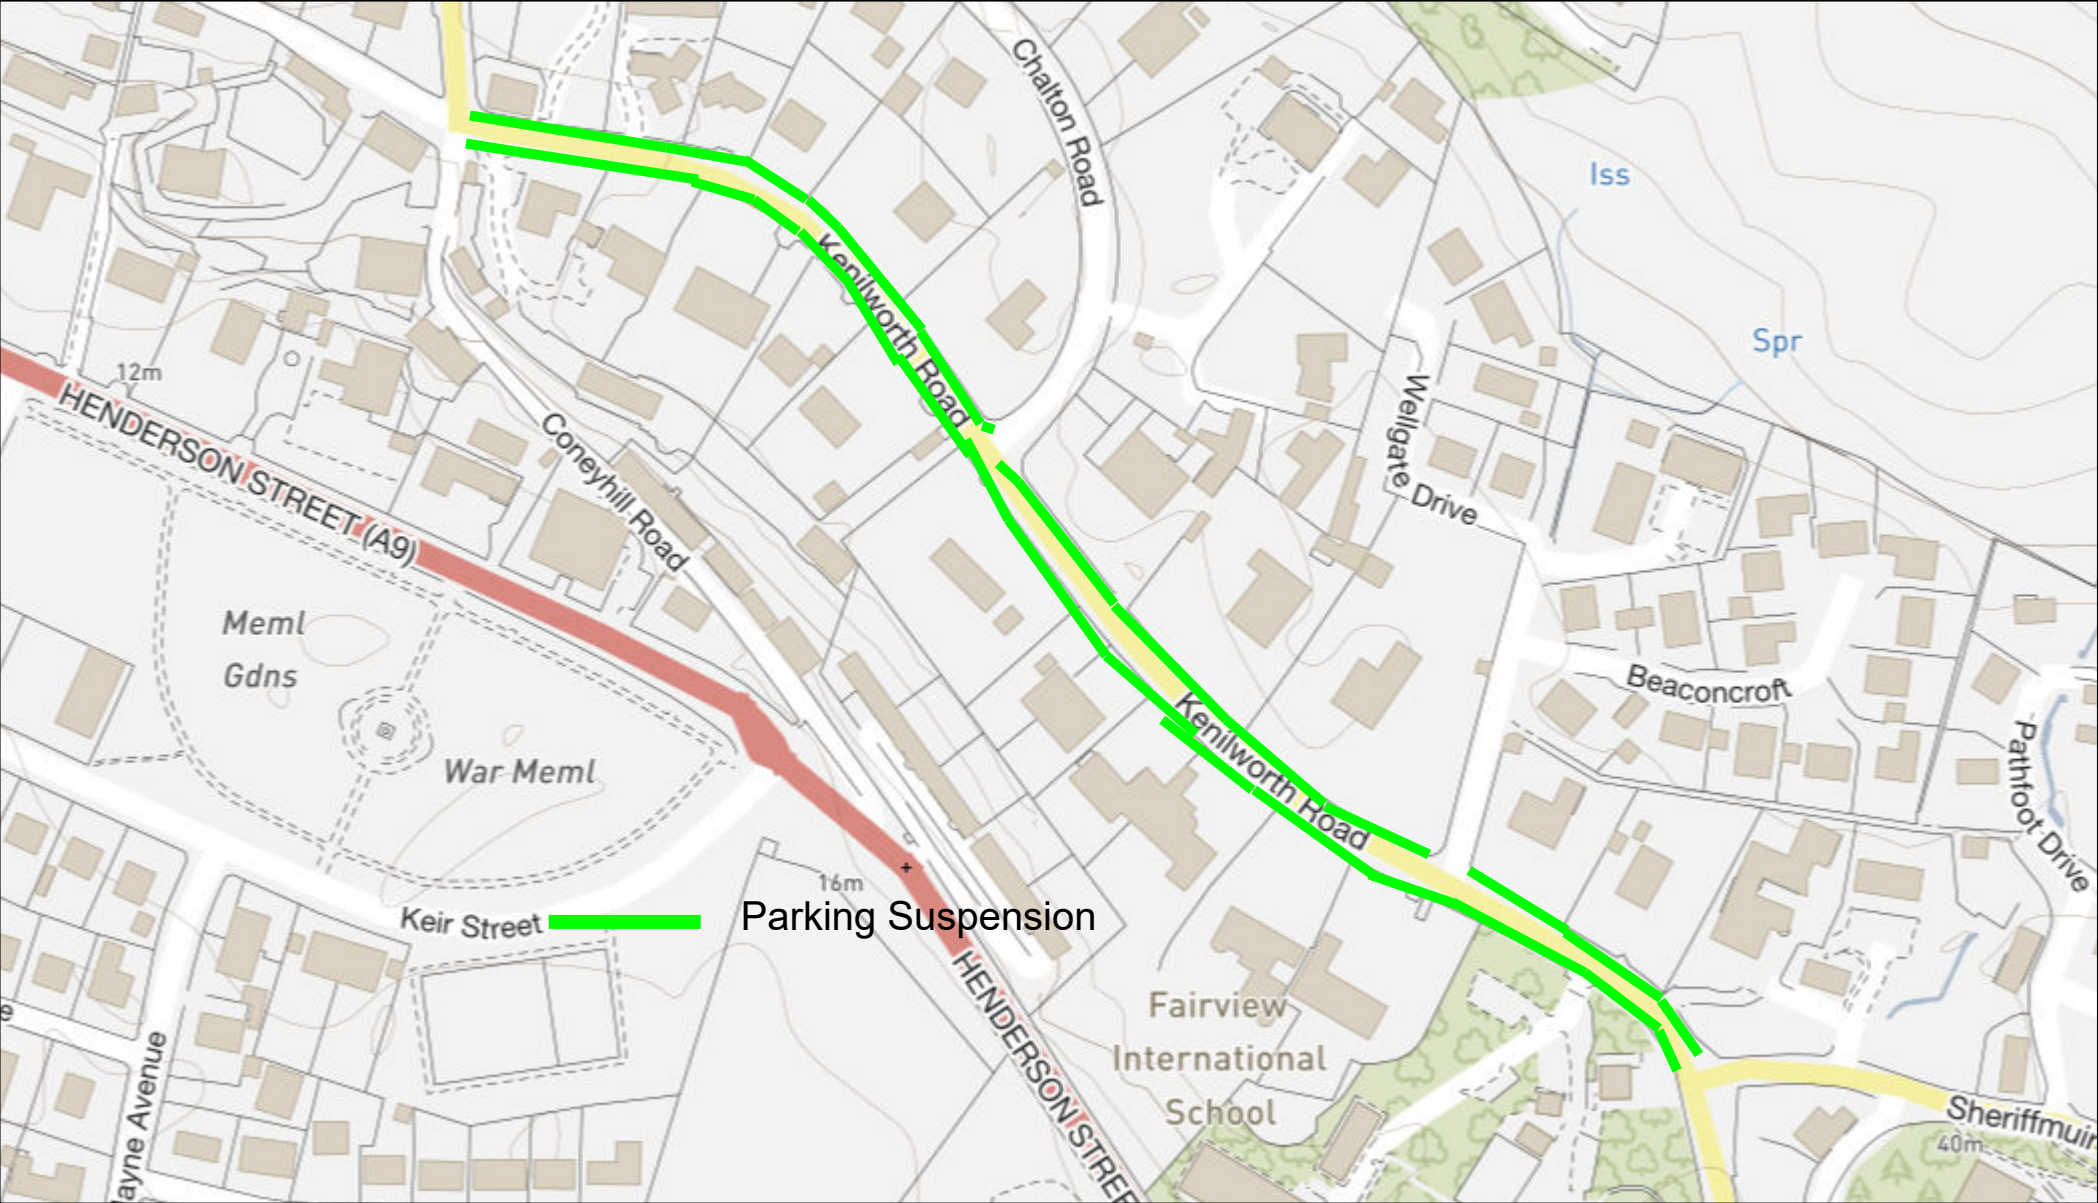 Chalton Road
Iss
Kenilworth Road
Spr
12m
HENDERSON STREET (A9)
Coneyhill Road
Wellgate Drive
Meml
Gdns
War Meml
Beaconcroft
Kenilworth Road
Pathfoot Drive
16m
Keir Street
Parking Suspension
HENDERSON STREE
Fairview
International
School
ayne Avenue
Sheriffmuir
40m
e